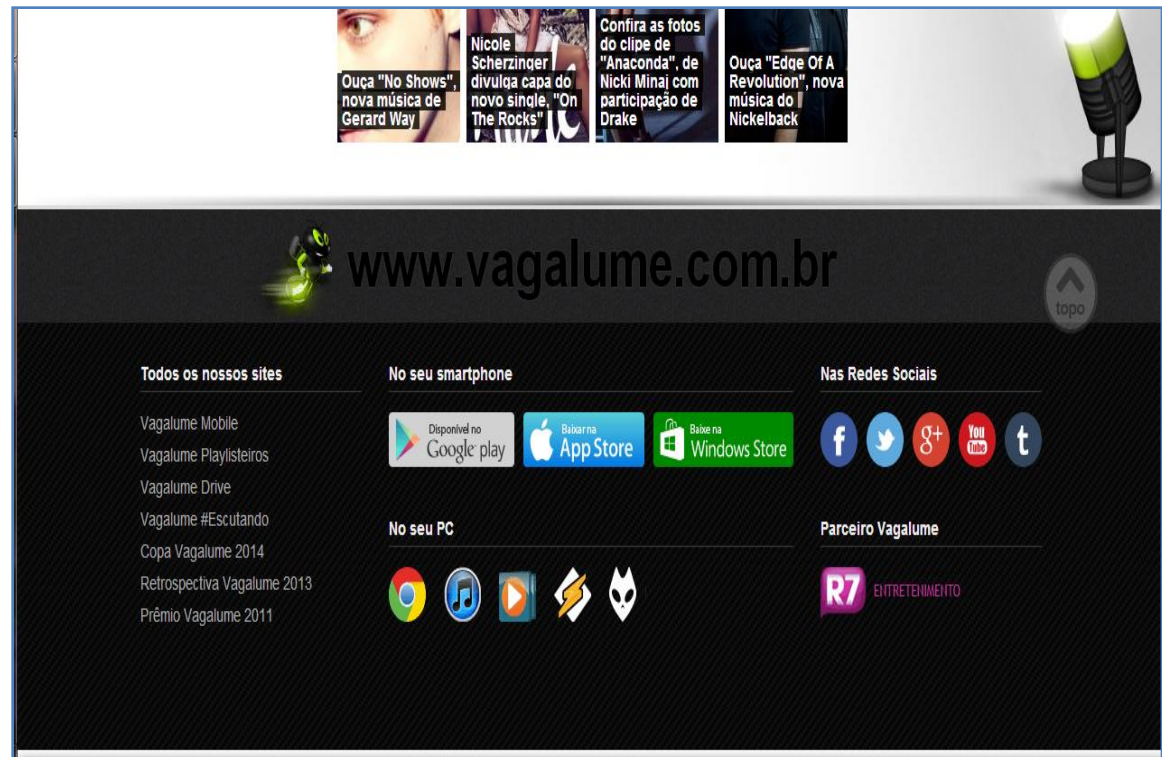 Ouça "No Shows",
nova música de
Gerard Way
Nicole
Scherzinger
divulga capa do
novo single, "On
The Rocks"
Confira as fotos
do clipe de
"Anaconda", de
Nicki Minaj com
participação de
Drake
Ouça "Edge Of A
Revolution", nova
música do
Nickelback
www.vagalume.com.br
topo
Todos os nossos sites
Vagalume Mobile
Vagalume Playlisteiros
Vagalume Drive
Vagalume #Escutando
Copa Vagalume 2014
Retrospectiva Vagalume 2013
Prêmio Vagalume 2011
No seu smartphone
Disponível no
Google play
Baixar na
App Store
Baixe na
Windows Store
No seu PC
Nas Redes Sociais
f
g+
You
Tube
t
Parceiro Vagalume
R7 ENTRETENIMENTO